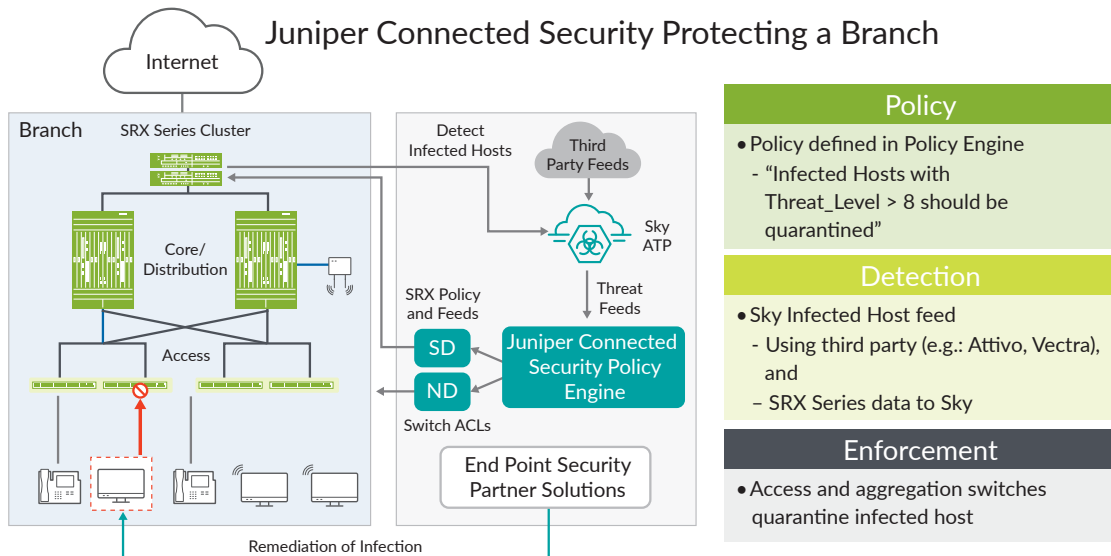 Juniper Connected Security Protecting a Branch
Internet
Branch
SRX Series Cluster
Core/
Distribution
Access
Detect
Infected Hosts
Third
Party Feeds
Sky
ATP
Threat
Feeds
SRX Policy
and Feeds
SD
ND
Switch ACLs
Juniper Connected
Security Policy
Engine
End Point Security
Partner Solutions
Remediation of Infection
Policy
• Policy defined in Policy Engine
- “Infected Hosts with
Threat_Level > 8 should be
quarantined”
Detection
• Sky Infected Host feed
- Using third party (e.g.: Attivo, Vectra),
and
– SRX Series data to Sky
Enforcement
• Access and aggregation switches
quarantine infected host